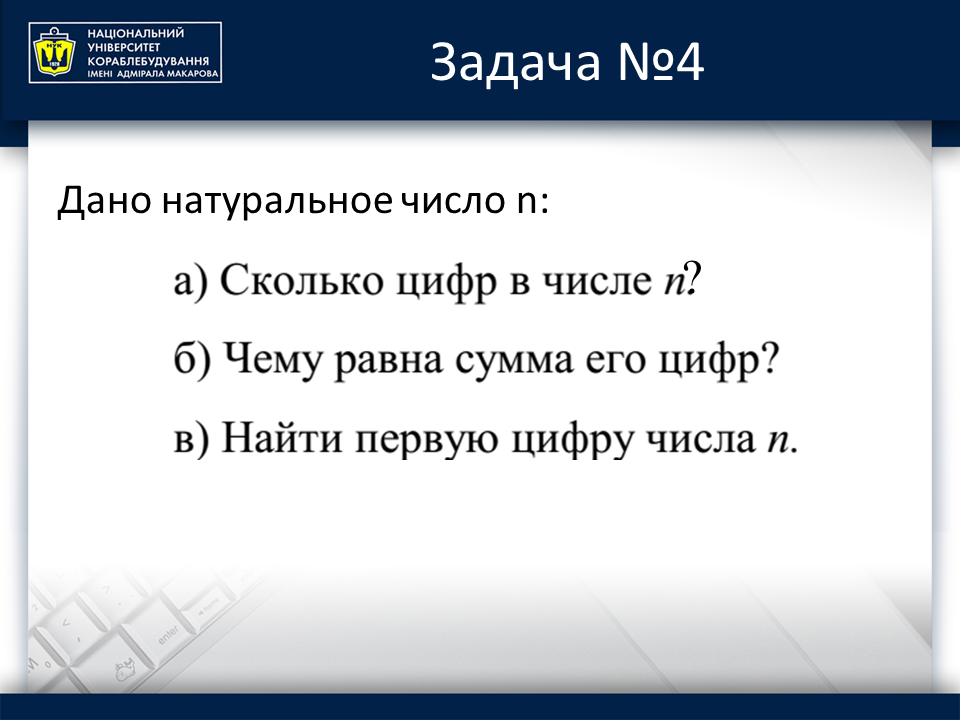 НАЦІОНАЛЬНИЙ
УНІВЕРСИТЕТ
КОРАБЛЕБУДУВАННЯ
ІМЕНІ АДМІРАЛА МАКАРОВА
НУК
1920
Задача №4
Дано натуральное число n:
а) Сколько цифр в числе n?
б) Чему равна сумма его цифр?
в) Найти первую цифру числа n.
enter